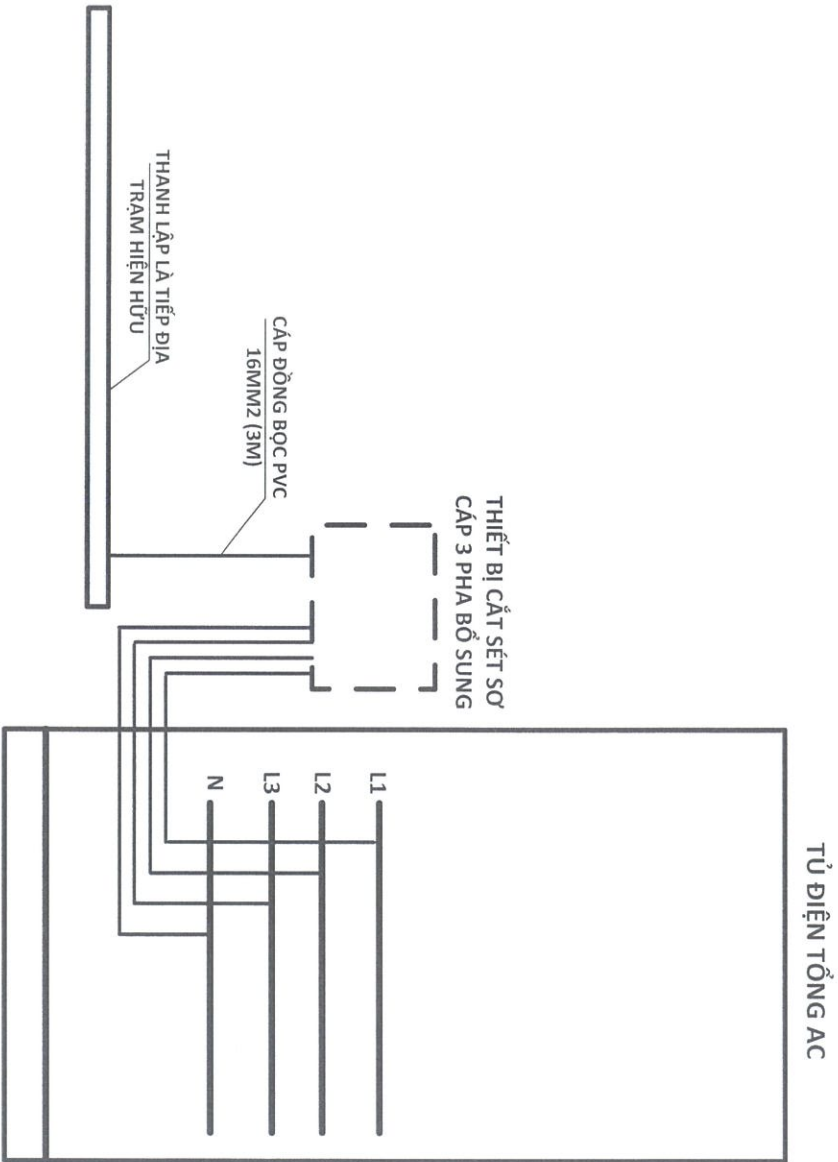 TỦ ĐIỆN TỔNG AC
THIẾT BỊ CẮT SÉT SƠ
CẤP 3 PHA BỔ SUNG
L1
L2
L3
N
CÁP ĐỒNG BỌC PVC
16MM2 (3M)
THANH LẬP LÀ TIẾP ĐỊA
TRẠM HIỆN HỮU